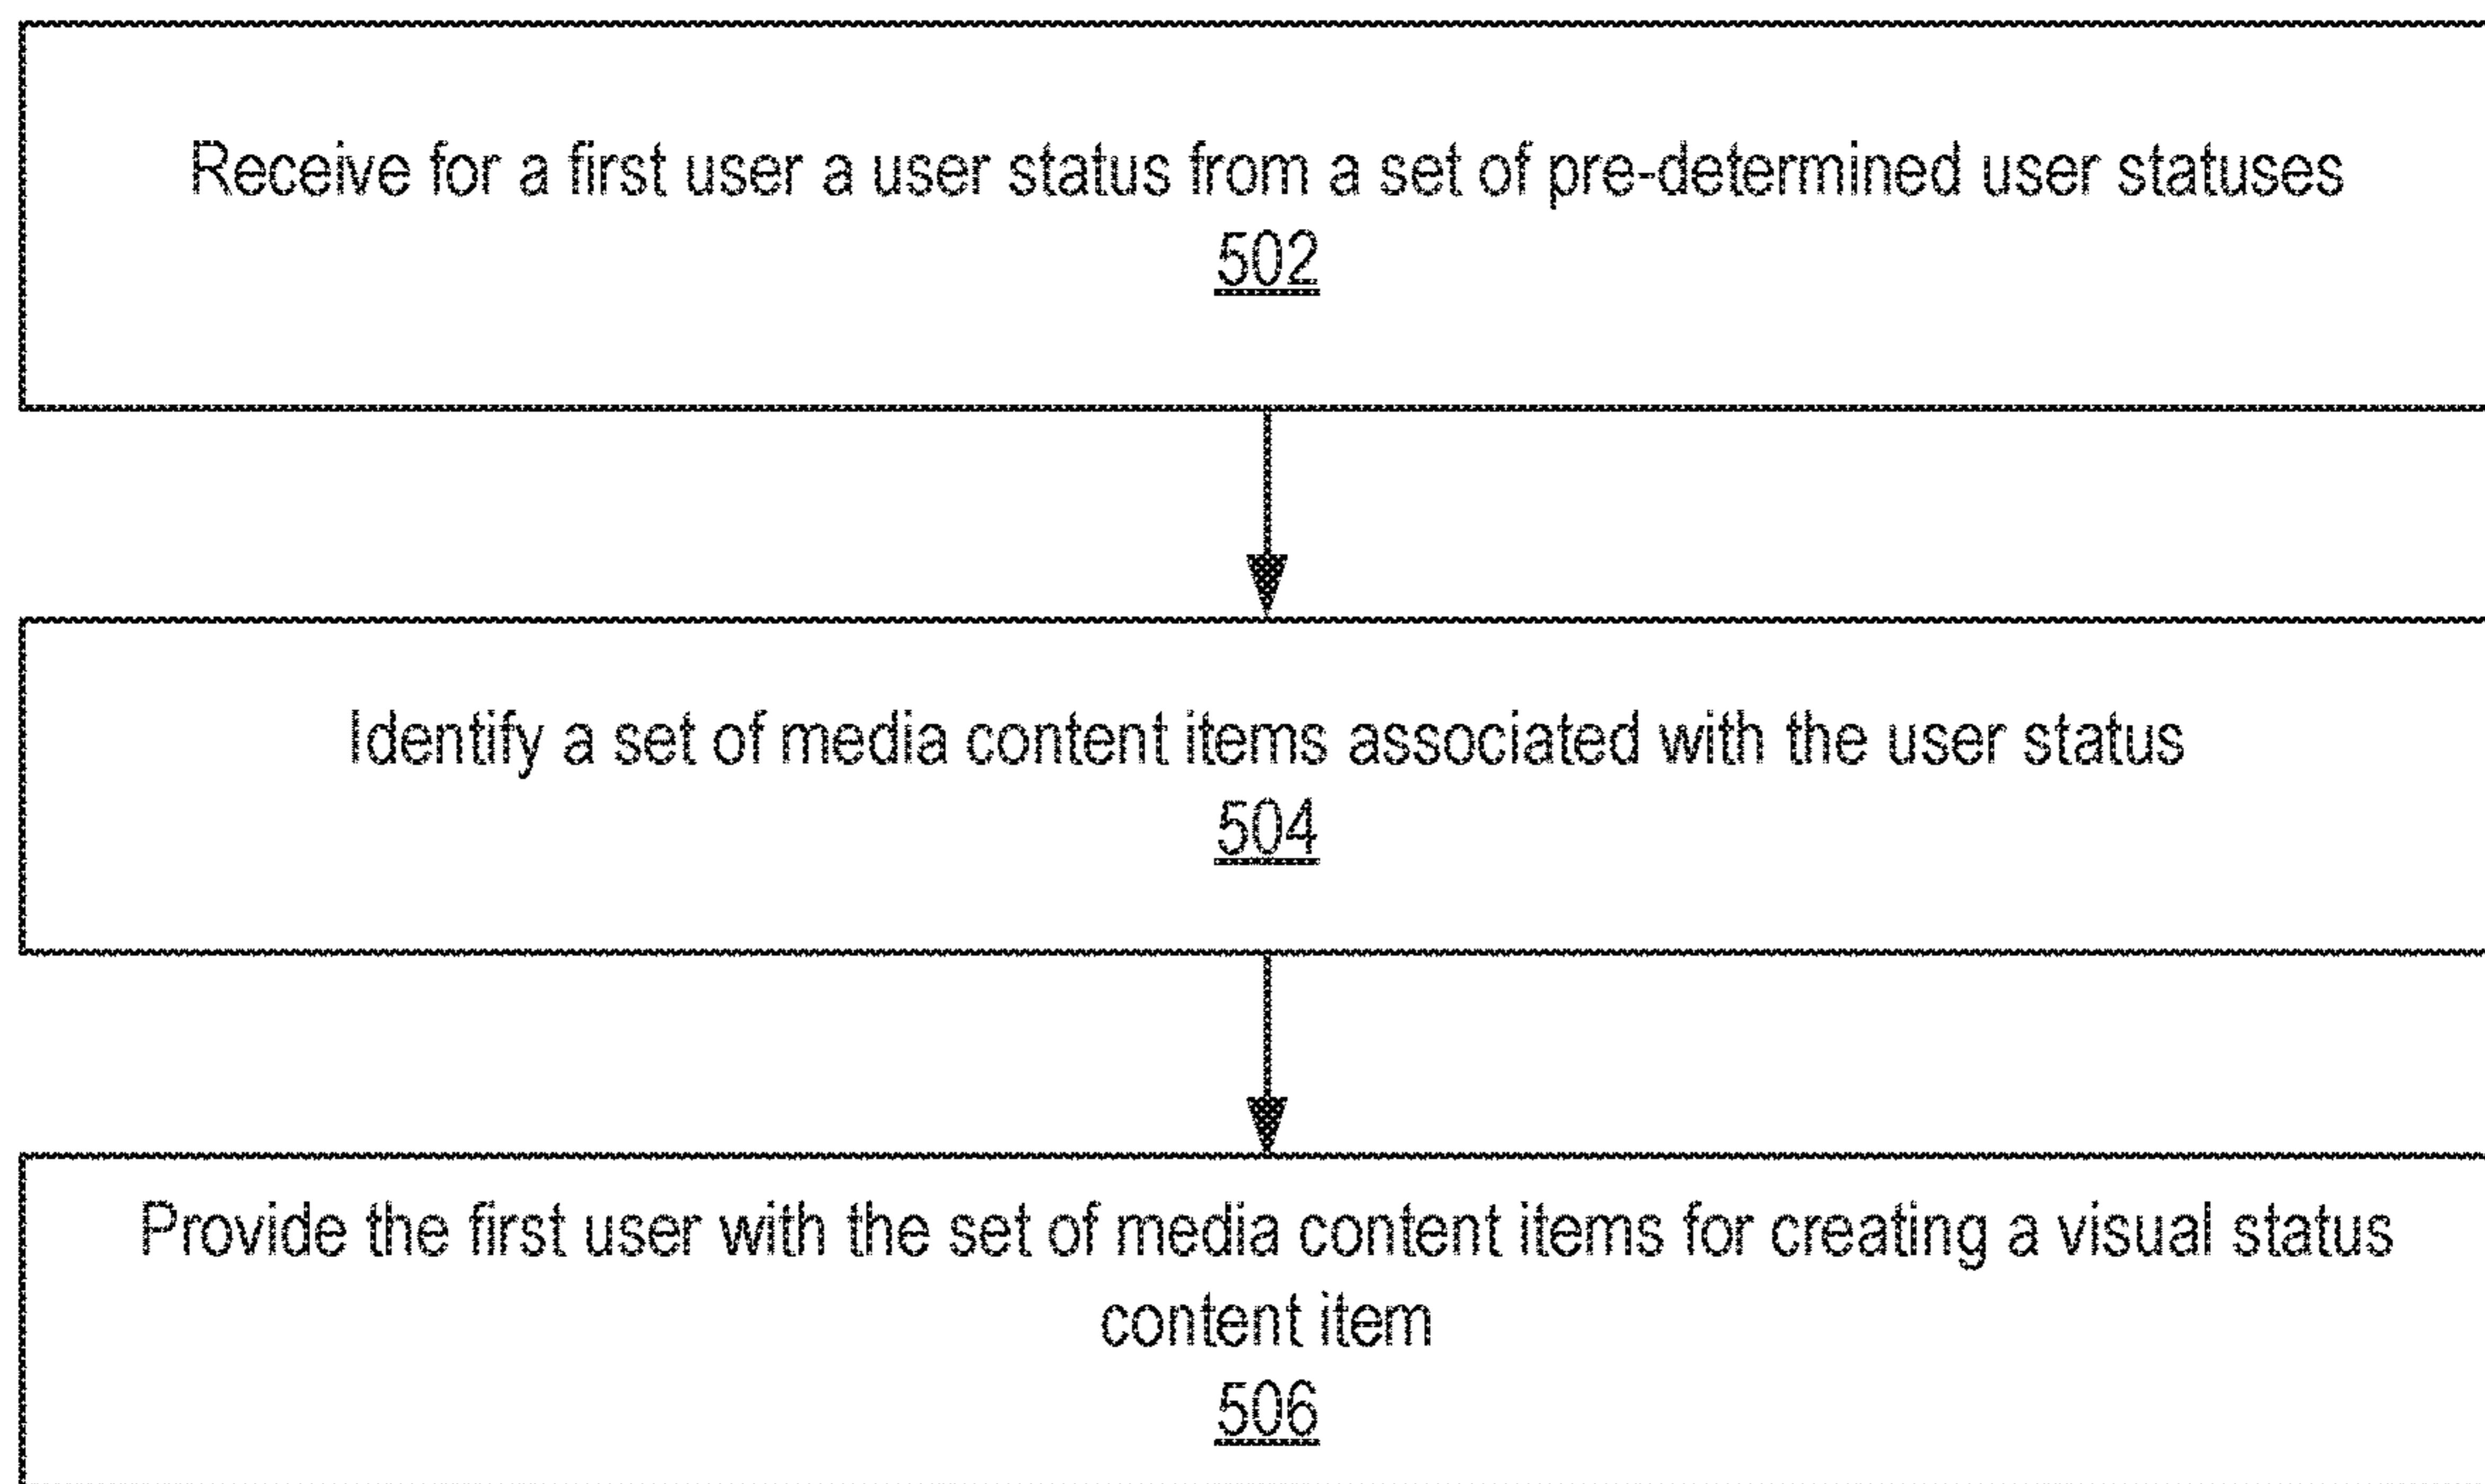 Receive for a first user a user status from a set of pre-determined user statuses
502
Identify a set of media content items associated with the user status
504
Provide the first user with the set of media content items for creating a visual status
content item
506